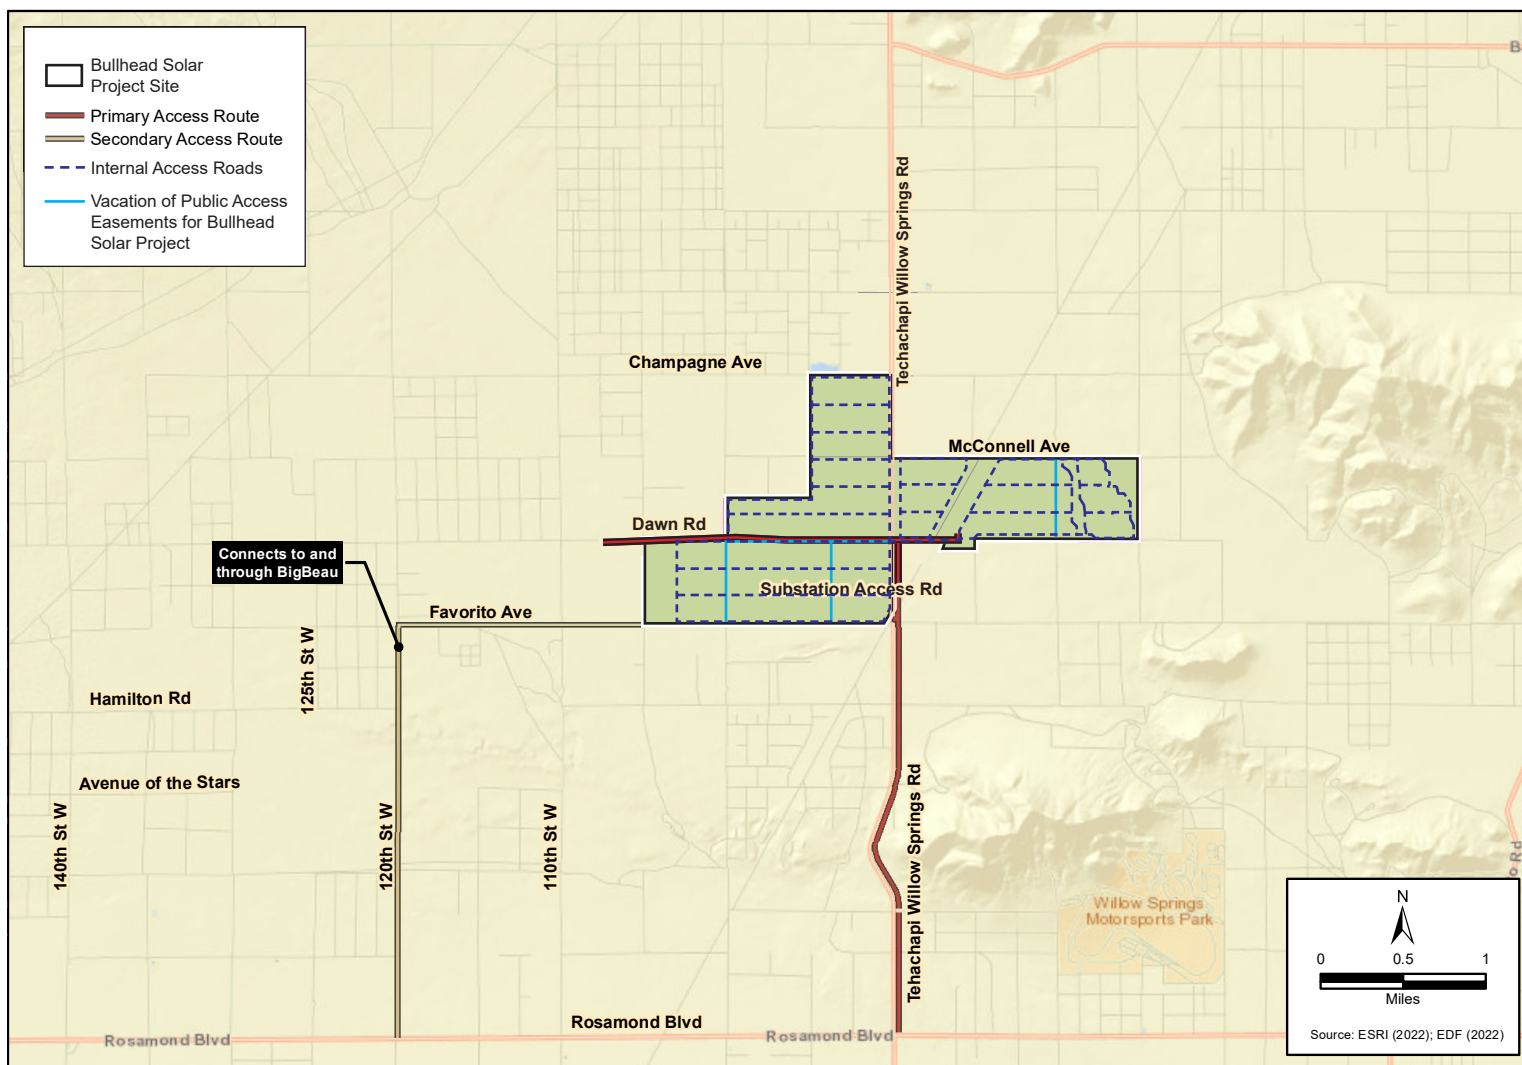 Bullhead Solar
Project Site
Primary Access Route
Secondary Access Route
Internal Access Roads
Vacation of Public Access
Easements for Bullhead
Solar Project
B
Techachapi Willow Springs Rd
Champagne Ave
McConnell Ave
Dawn Rd
Connects to and
through BigBeau
Substation Access Rd
Favorito Ave
125th St W
Hamilton Rd
Avenue of the Stars
140th St W
120th St W
110th St W
Tehachapi Willow Springs Rd
Willow Springs
Motorsports Park
o Rd
Rosamond Blvd
Rosamond Blvd
Rosamond Blvd
N
0 0.5 1
Miles
Source: ESRI (2022); EDF (2022)